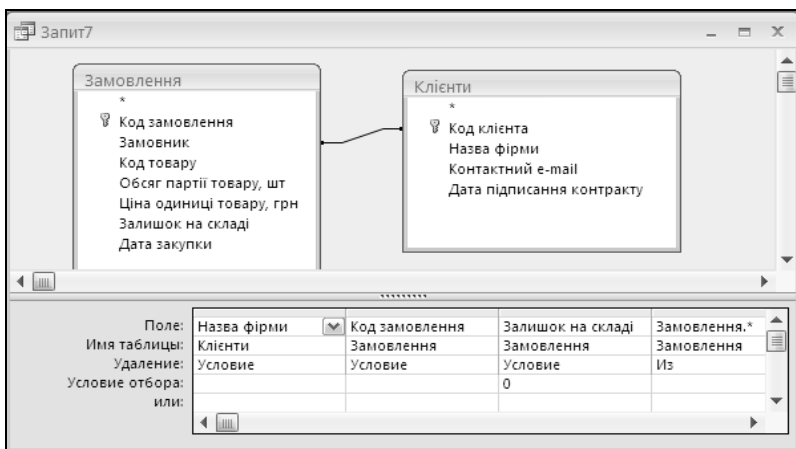 Запит7
Замовлення
*
Код замовлення
Замовник
Код товару
Обсяг партії товару, шт
Ціна одиниці товару, грн
Залишок на складі
Дата закупки
Клієнти
*
Код клієнта
Назва фірми
Контактний e-mail
Дата підписання контракту
Поле: Назва фірми Код замовлення Залишок на складі Замовлення.*
Имя таблицы: Клієнти Замовлення Замовлення Замовлення
Удаление: Условие Условие Условие Из
Условие отбора: 0
или: